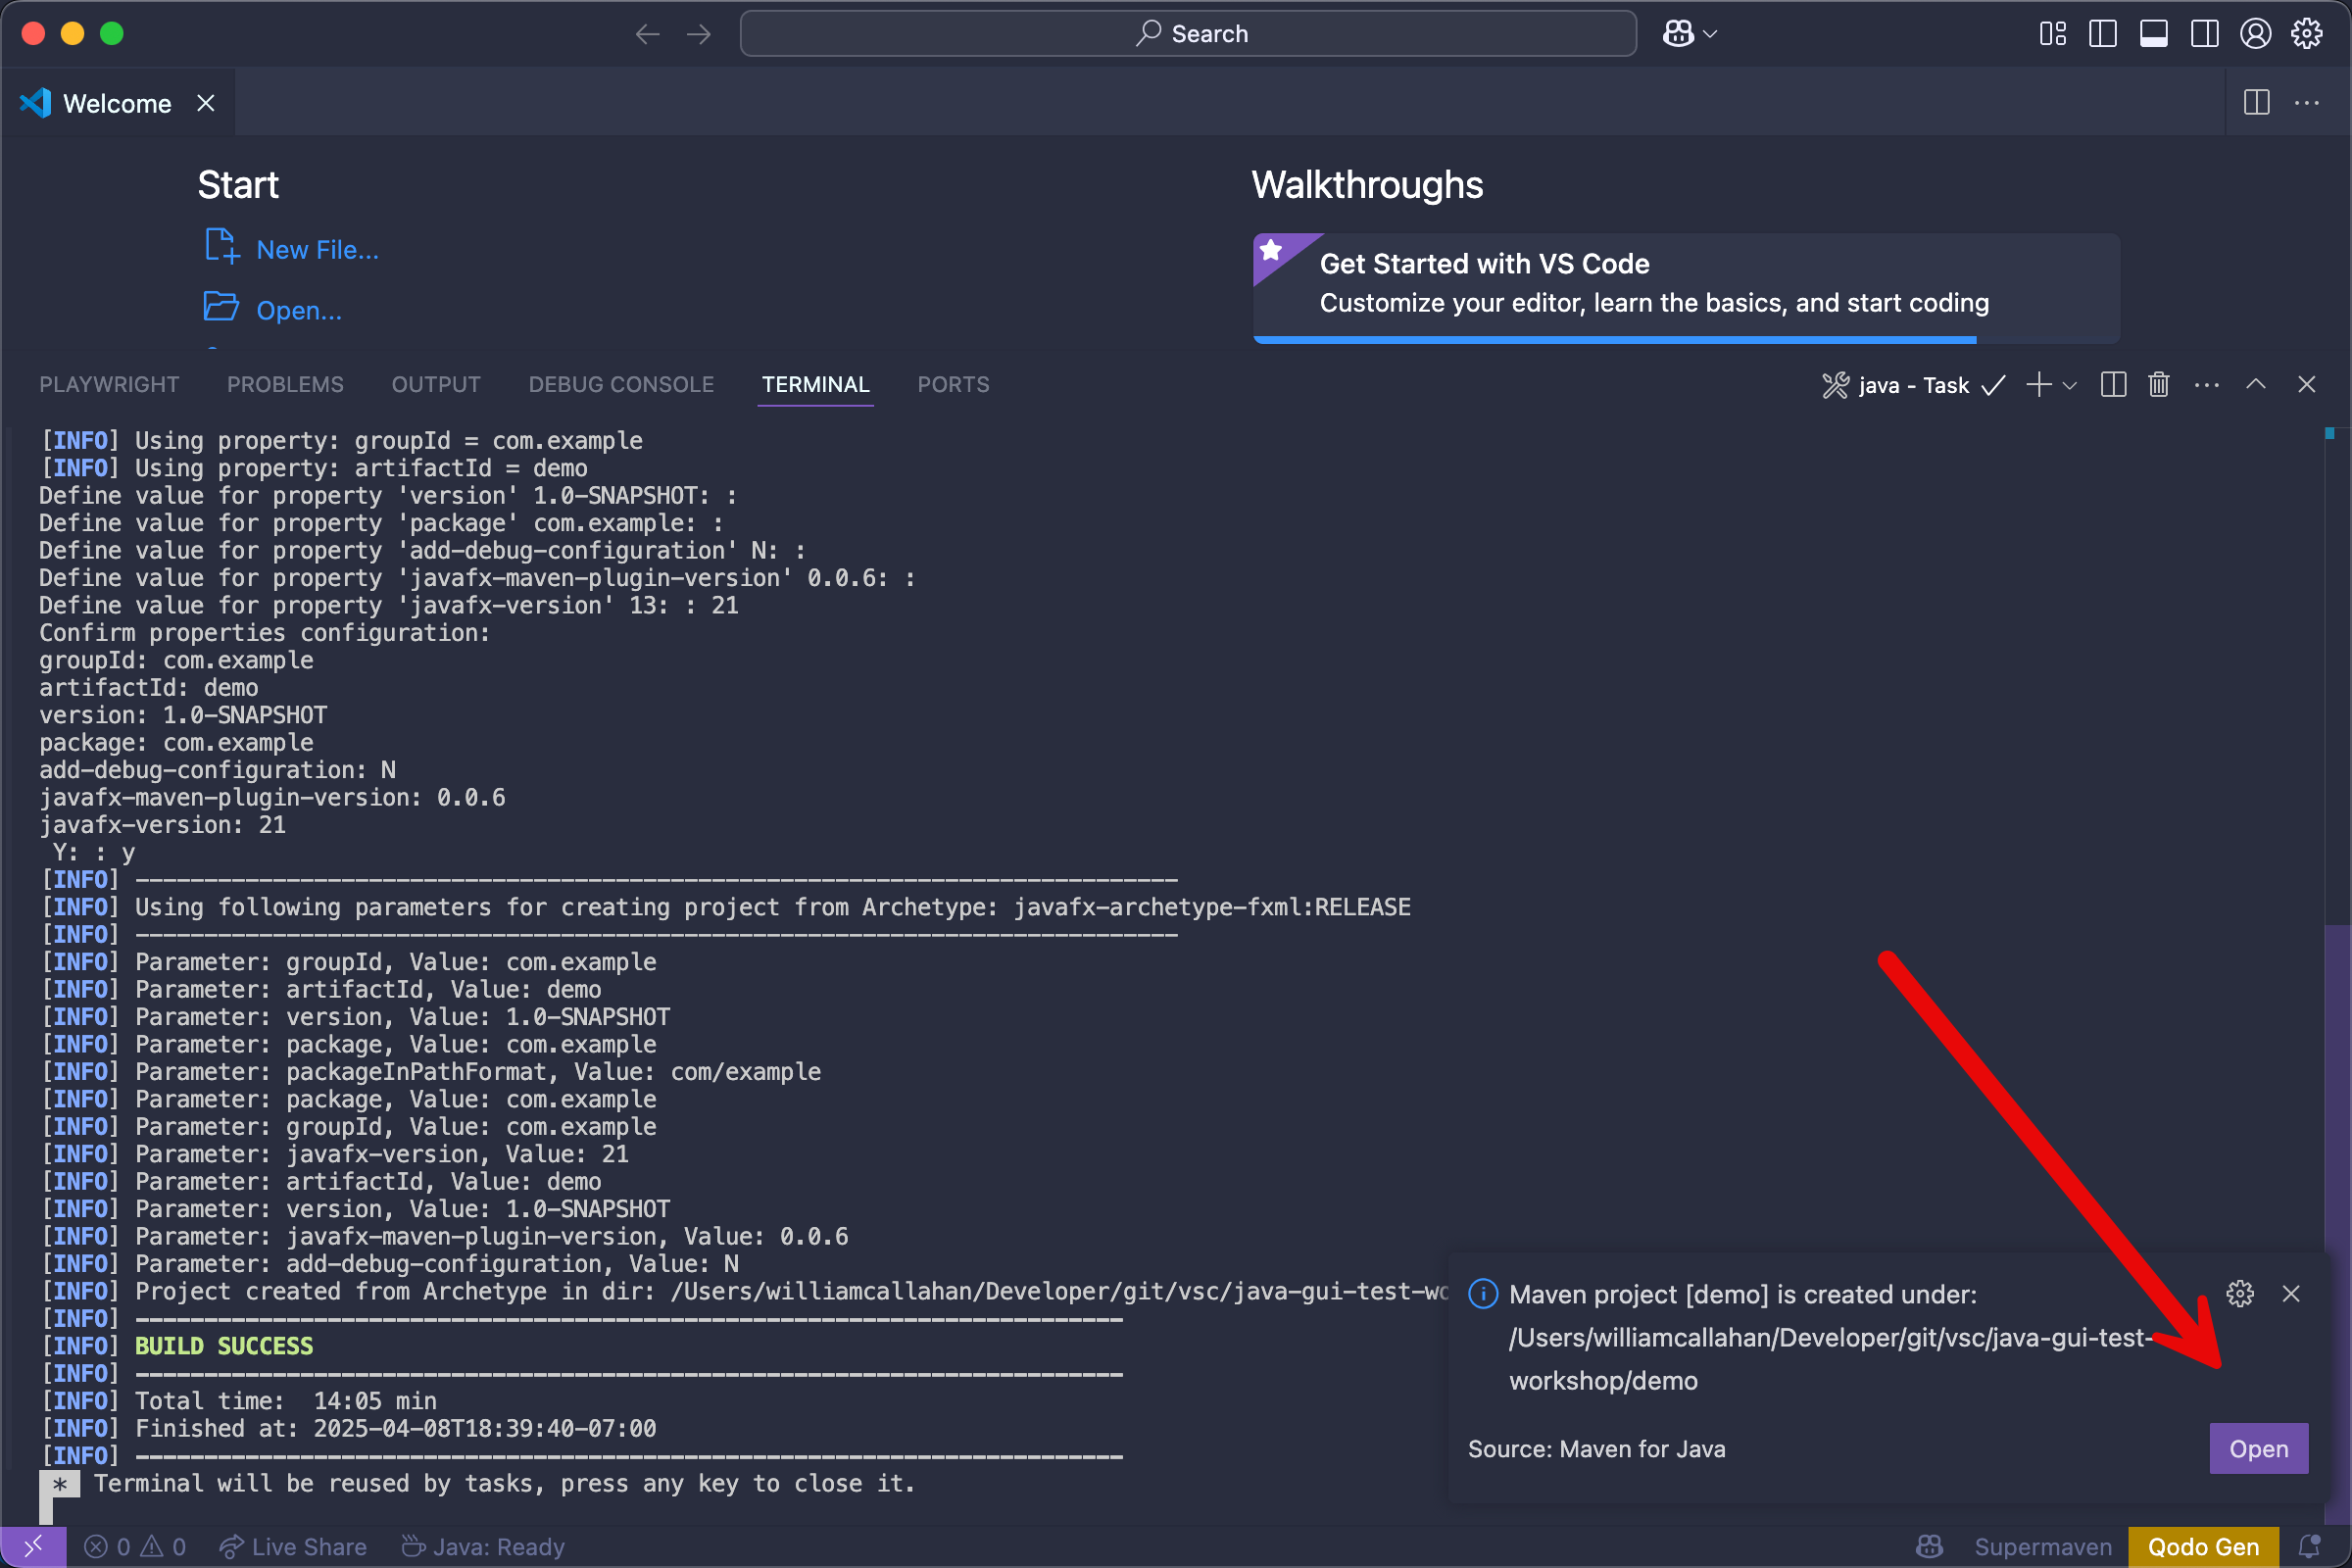 Search
Welcome
Start
New File...
Open...
Walkthroughs
Get Started with VS Code
Customize your editor, learn the basics, and start coding
PLAYWRIGHT PROBLEMS OUTPUT DEBUG CONSOLE TERMINAL PORTS
java - Task
[INFO] Using property: groupId = com.example
[INFO] Using property: artifactId = demo
Define value for property 'version' 1.0-SNAPSHOT: :
Define value for property 'package' com.example: :
Define value for property 'add-debug-configuration' N: :
Define value for property 'javafx-maven-plugin-version' 0.0.6: :
Define value for property 'javafx-version' 13: : 21
Confirm properties configuration:
groupId: com.example
artifactId: demo
version: 1.0-SNAPSHOT
package: com.example
add-debug-configuration: N
javafx-maven-plugin-version: 0.0.6
javafx-version: 21
Y: : y
[INFO] ----------------------------------------------------------------------------
[INFO] Using following parameters for creating project from Archetype: javafx-archetype-fxml:RELEASE
[INFO] ----------------------------------------------------------------------------
[INFO] Parameter: groupId, Value: com.example
[INFO] Parameter: artifactId, Value: demo
[INFO] Parameter: version, Value: 1.0-SNAPSHOT
[INFO] Parameter: package, Value: com.example
[INFO] Parameter: packageInPathFormat, Value: com/example
[INFO] Parameter: package, Value: com.example
[INFO] Parameter: groupId, Value: com.example
[INFO] Parameter: javafx-version, Value: 21
[INFO] Parameter: artifactId, Value: demo
[INFO] Parameter: version, Value: 1.0-SNAPSHOT
[INFO] Parameter: javafx-maven-plugin-version, Value: 0.0.6
[INFO] Parameter: add-debug-configuration, Value: N
[INFO] Project created from Archetype in dir: /Users/williamcallahan/Developer/git/vsc/java-gui-test-wo
[INFO] ------------------------------------------------------------------------
[INFO] BUILD SUCCESS
[INFO] ------------------------------------------------------------------------
[INFO] Total time:  14:05 min
[INFO] Finished at: 2025-04-08T18:39:40-07:00
[INFO] ------------------------------------------------------------------------
* Terminal will be reused by tasks, press any key to close it.
Maven project [demo] is created under:
/Users/williamcallahan/Developer/git/vsc/java-gui-test-
workshop/demo
Source: Maven for Java
Open
0 0 Live Share Java: Ready
Supermaven Qodo Gen